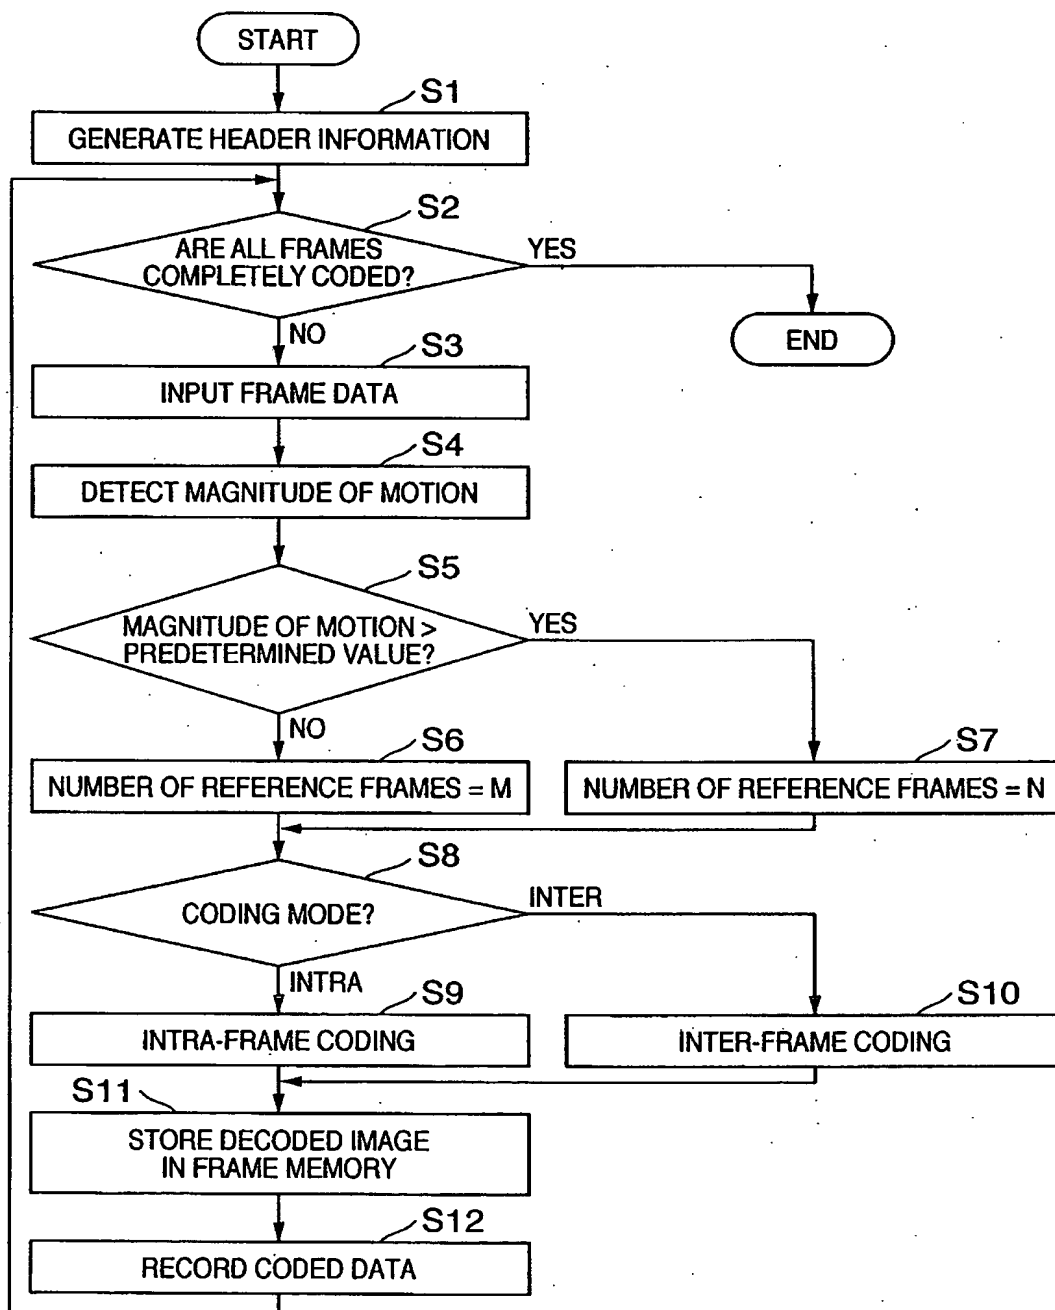 START
S1
GENERATE HEADER INFORMATION
S2
ARE ALL FRAMES
COMPLETELY CODED?
YES
NO
END
S3
INPUT FRAME DATA
S4
DETECT MAGNITUDE OF MOTION
S5
MAGNITUDE OF MOTION >
PREDETERMINED VALUE?
YES
NO
S6
NUMBER OF REFERENCE FRAMES = M
S7
NUMBER OF REFERENCE FRAMES = N
S8
CODING MODE?
INTER
INTRA
S9
INTRA-FRAME CODING
S10
INTER-FRAME CODING
S11
STORE DECODED IMAGE
IN FRAME MEMORY
S12
RECORD CODED DATA